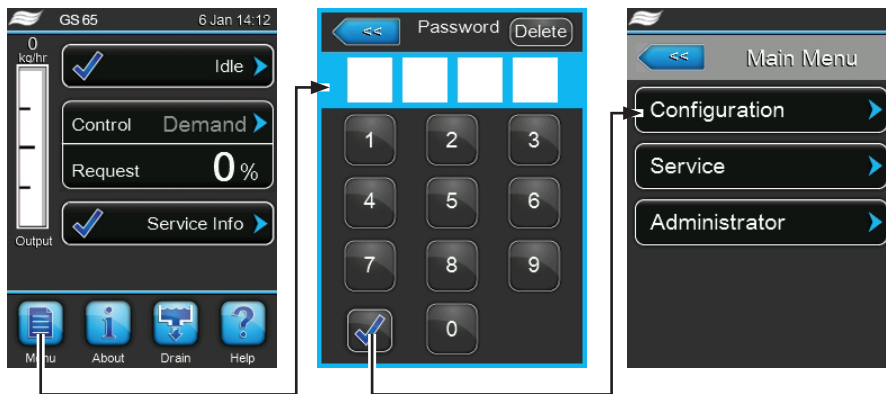 GS 65 6 Jan 14:12
0
kg/hr
Idle
Control Demand
Request 0 %
Service Info
Output
Menu About Drain Help
<< Password Delete
1 2 3
4 5 6
7 8 9
0
<< Main Menu
Configuration
Service
Administrator